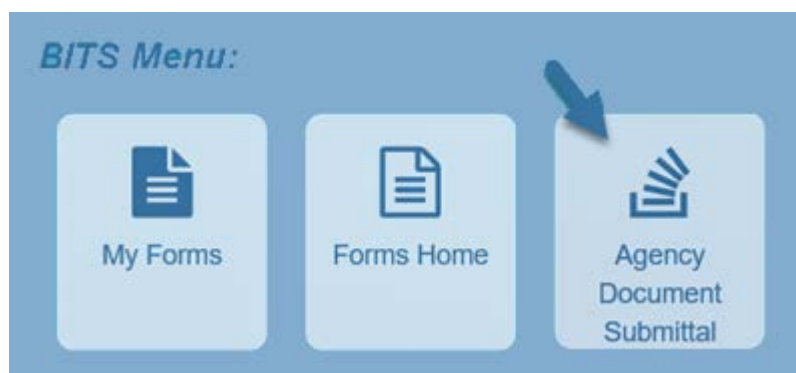 BITS Menu:
My Forms
Forms Home
Agency
Document
Submittal